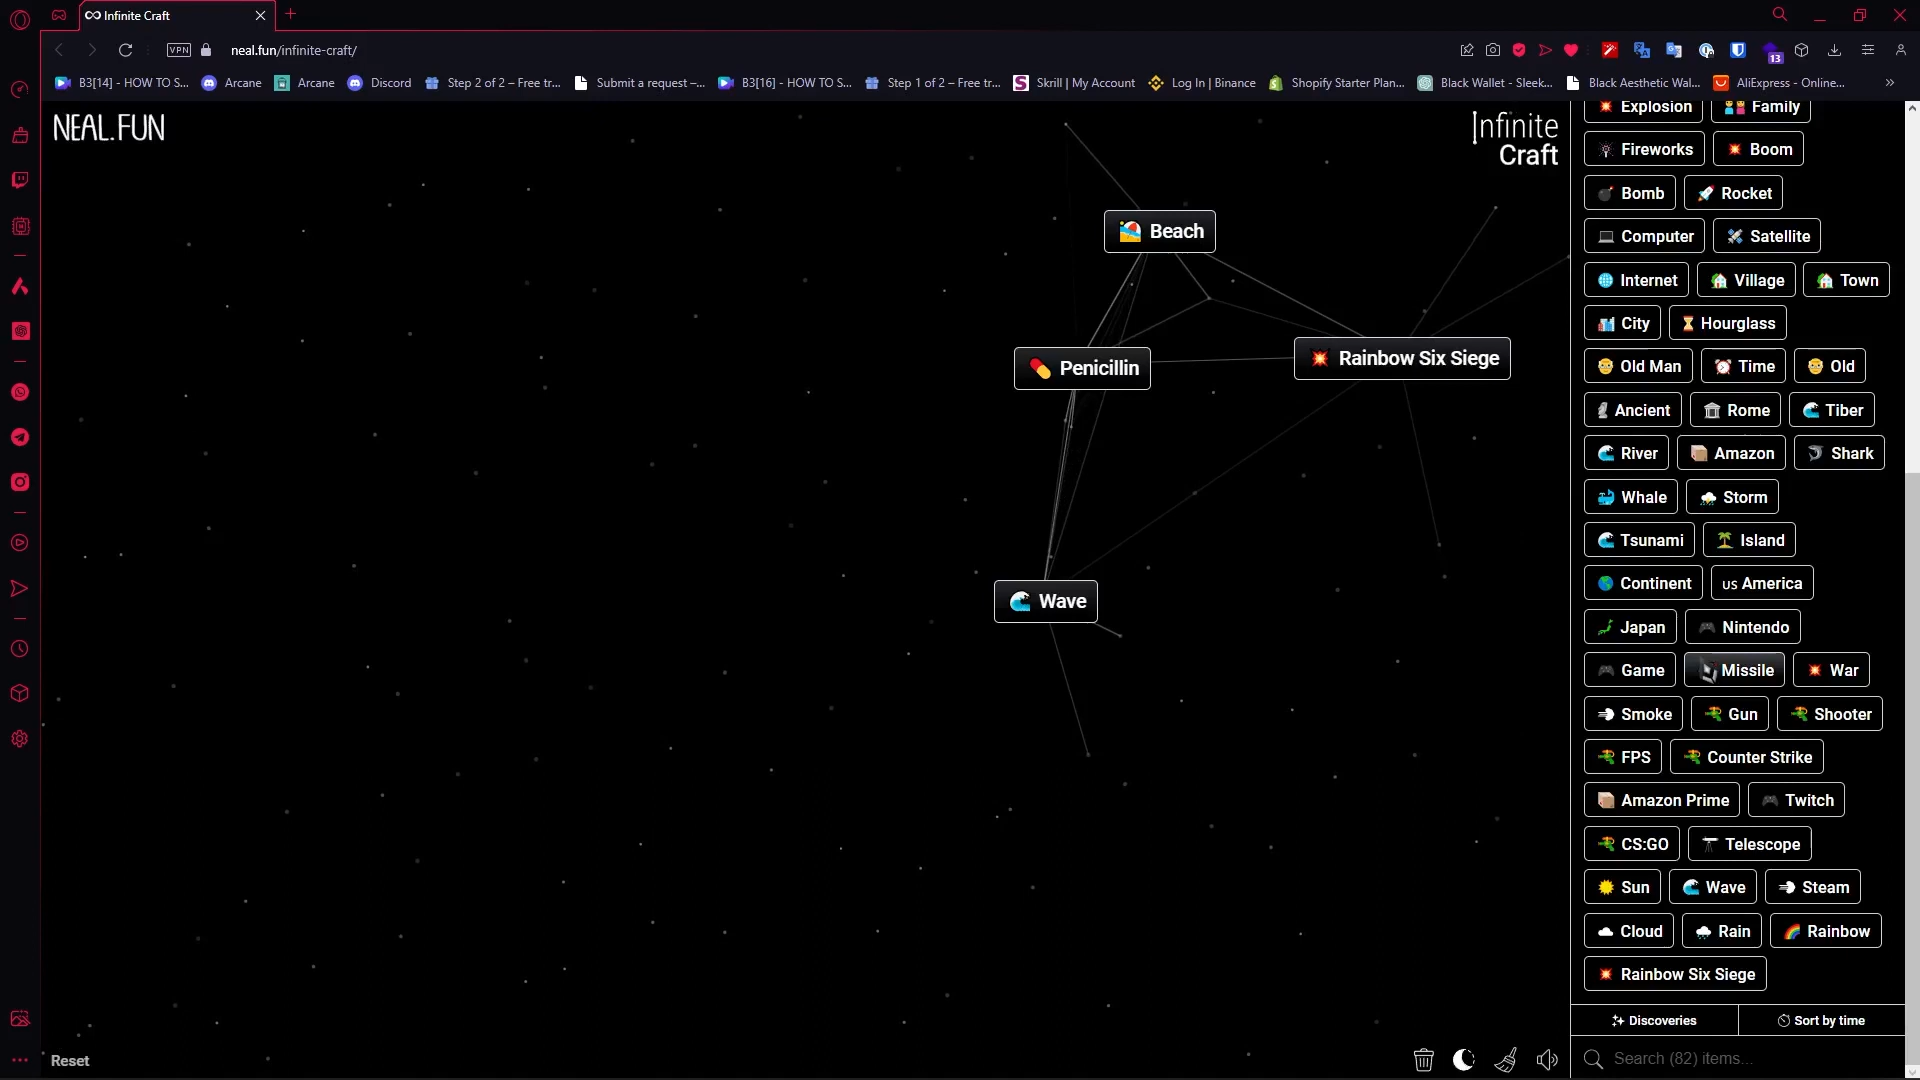 Infinite Craft
VPN
neal.fun/infinite-craft/
13
B3[14] - HOW TO S...
Arcane
Arcane
Discord
Step 2 of 2 – Free tr...
Submit a request –...
B3[16] - HOW TO S...
Step 1 of 2 – Free tr...
Skrill | My Account
Log In | Binance
Shopify Starter Plan...
Black Wallet - Sleek...
Black Aesthetic Wal...
AliExpress - Online...
NEAL.FUN
Infinite
Craft
Beach
Penicillin
Rainbow Six Siege
Wave
Explosion Family
Fireworks Boom
Bomb Rocket
Computer Satellite
Internet Village Town
City Hourglass
Old Man Time Old
Ancient Rome Tiber
River Amazon Shark
Whale Storm
Tsunami Island
Continent US America
Japan Nintendo
Game Missile War
Smoke Gun Shooter
FPS Counter Strike
Amazon Prime Twitch
CS:GO Telescope
Sun Wave Steam
Cloud Rain Rainbow
Rainbow Six Siege
Discoveries Sort by time
Search (82) items...
Reset